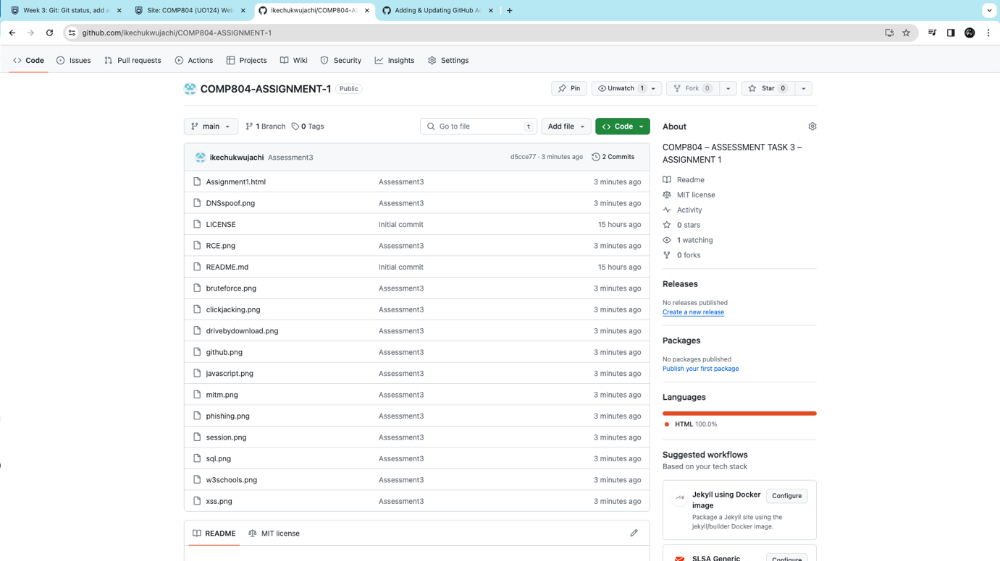 Week 3: Git: Git status, add a
Site: COMP804 (UO124) Web
ikechukwujachi/COMP804-AS
Adding & Updating GitHub Ac
github.com/ikechukwujachi/COMP804-ASSIGNMENT-1
Code
Issues
Pull requests
Actions
Projects
Wiki
Security
Insights
Settings
COMP804-ASSIGNMENT-1 Public
Pin
Unwatch 1
Fork 0
Star 0
main
1 Branch
0 Tags
Go to file t
Add file
Code
ikechukwujachi Assessment3 d5cce77 · 3 minutes ago 2 Commits
Assignment1.html Assessment3 3 minutes ago
DNSspoof.png Assessment3 3 minutes ago
LICENSE Initial commit 15 hours ago
RCE.png Assessment3 3 minutes ago
README.md Initial commit 15 hours ago
bruteforce.png Assessment3 3 minutes ago
clickjacking.png Assessment3 3 minutes ago
drivebydownload.png Assessment3 3 minutes ago
github.png Assessment3 3 minutes ago
javascript.png Assessment3 3 minutes ago
mitm.png Assessment3 3 minutes ago
phishing.png Assessment3 3 minutes ago
session.png Assessment3 3 minutes ago
sql.png Assessment3 3 minutes ago
w3schools.png Assessment3 3 minutes ago
xss.png Assessment3 3 minutes ago
README
MIT license
About
COMP804 – ASSESSMENT TASK 3 –
ASSIGNMENT 1
Readme
MIT license
Activity
0 stars
1 watching
0 forks
Releases
No releases published
Create a new release
Packages
No packages published
Publish your first package
Languages
HTML 100.0%
Suggested workflows
Based on your tech stack
Jekyll using Docker
image
Configure
Package a Jekyll site using the
jekyll/builder Docker image.
SLSA Generic
Configure